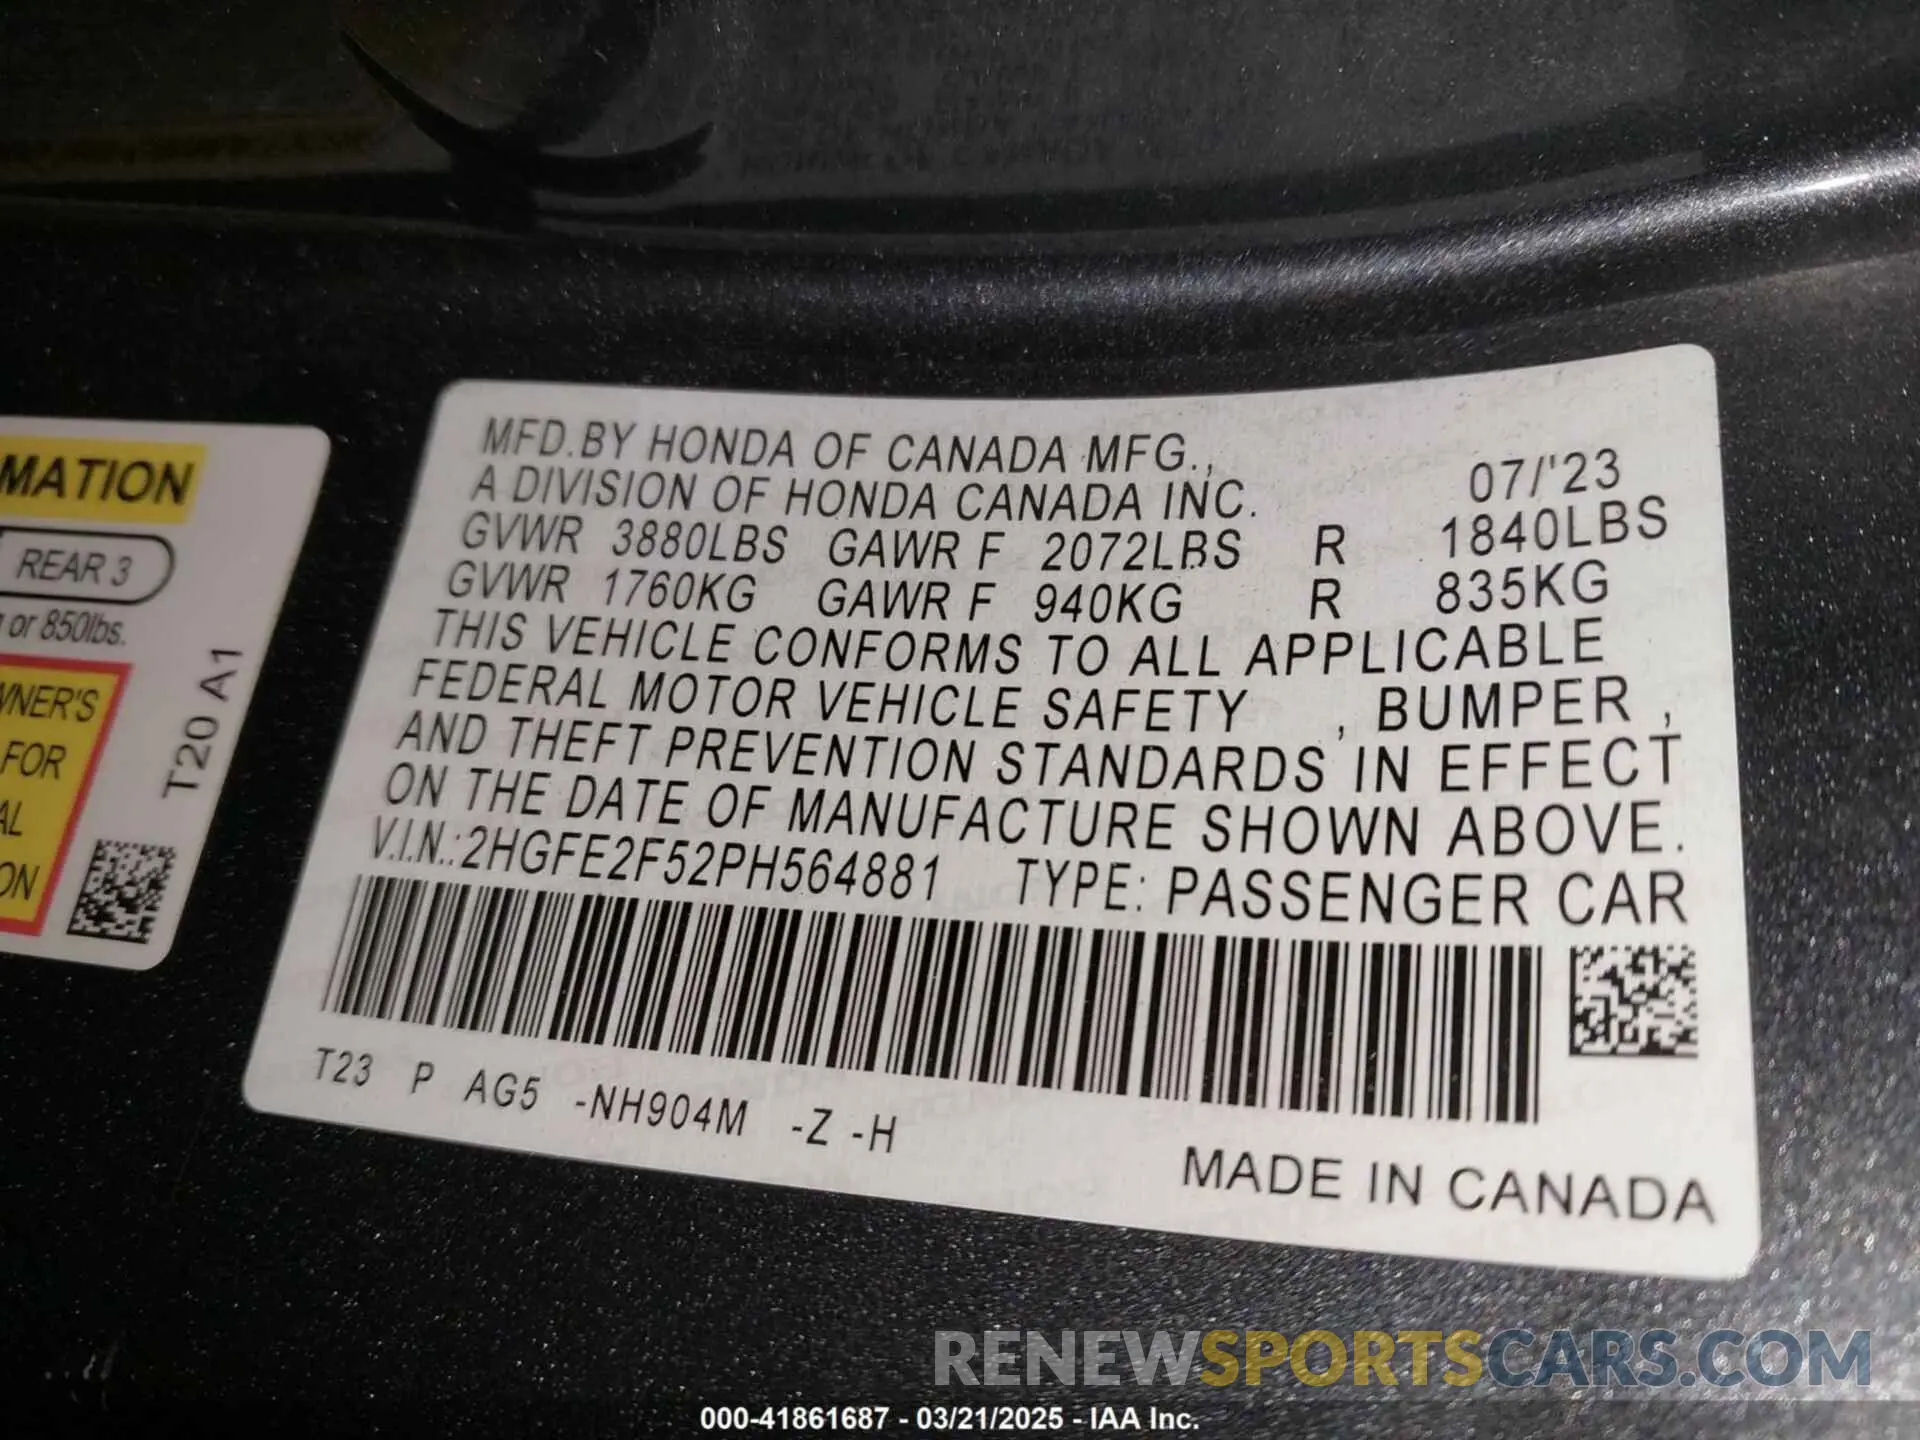 MATION
REAR 3
or 850lbs.
WNER'S
FOR
AL
ON
T20 A1
MFD.BY HONDA OF CANADA MFG.,
A DIVISION OF HONDA CANADA INC. 07/'23
GVWR 3880LBS GAWR F 2072LBS R 1840LBS
GVWR 1760KG GAWR F 940KG R 835KG
THIS VEHICLE CONFORMS TO ALL APPLICABLE
FEDERAL MOTOR VEHICLE SAFETY , BUMPER ,
AND THEFT PREVENTION STANDARDS IN EFFECT
ON THE DATE OF MANUFACTURE SHOWN ABOVE.
V.I.N.:2HGFE2F52PH564881 TYPE: PASSENGER CAR
T23 P AG5 -NH904M -Z -H
MADE IN CANADA
RENEWSPORTSCARS.COM
000-41861687 - 03/21/2025 - IAA Inc.